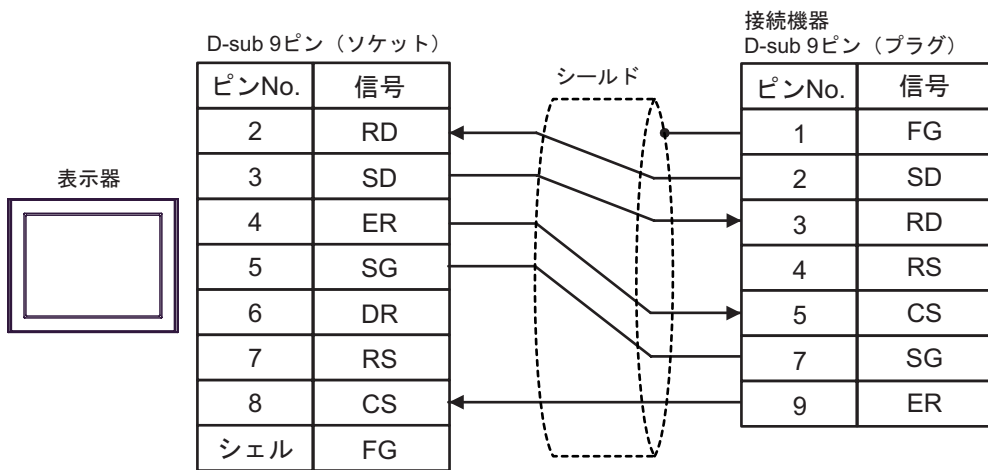 接続機器
D-sub 9ピン（ソケット）
D-sub 9ピン（プラグ）
シールド
表示器
ピンNo. 信号
2 RD
3 SD
4 ER
5 SG
6 DR
7 RS
8 CS
シェル FG
ピンNo. 信号
1 FG
2 SD
3 RD
4 RS
5 CS
7 SG
9 ER